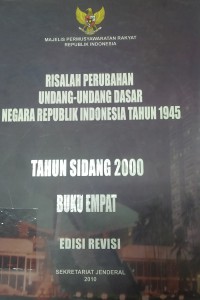 MAJELIS PERMUSYAWARATAN RAKYAT
REPUBLIK INDONESIA
RISALAH PERUBAHAN
UNDANG-UNDANG DASAR
NEGARA REPUBLIK INDONESIA TAHUN 1945
TAHUN SIDANG 2000
BUKU EMPAT
EDISI REVISI
SEKRETARIAT JENDERAL
2010